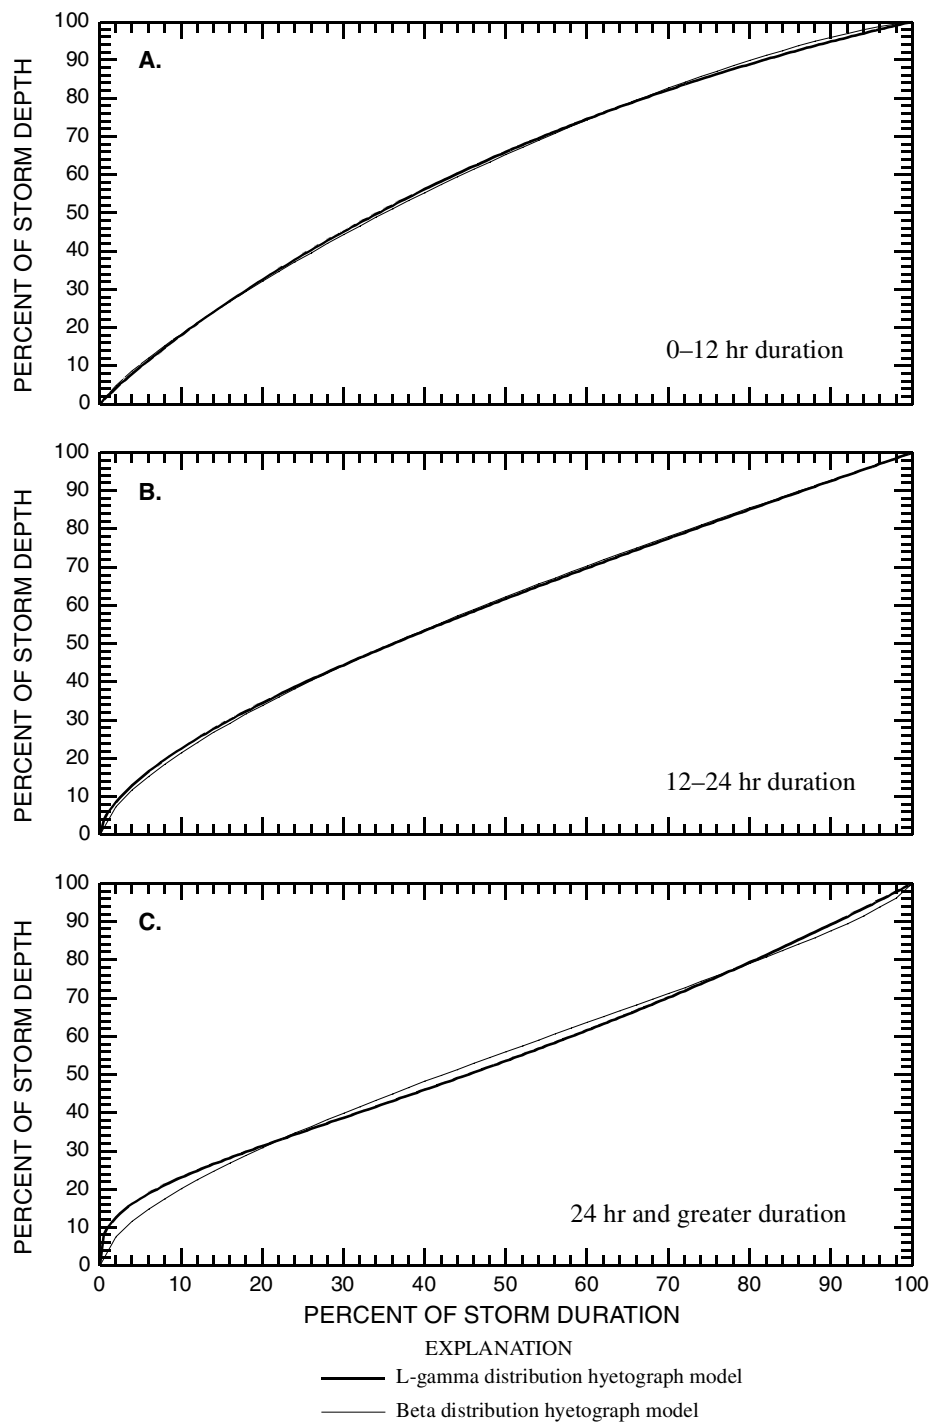 100
90
80
70
60
50
40
30
20
10
0
PERCENT OF STORM DEPTH
A.
0–12 hr duration
100
90
80
70
60
50
40
30
20
10
0
PERCENT OF STORM DEPTH
B.
12–24 hr duration
100
90
80
70
60
50
40
30
20
10
0
PERCENT OF STORM DEPTH
C.
24 hr and greater duration
0 10 20 30 40 50 60 70 80 90 100
PERCENT OF STORM DURATION
EXPLANATION
L-gamma distribution hyetograph model
Beta distribution hyetograph model